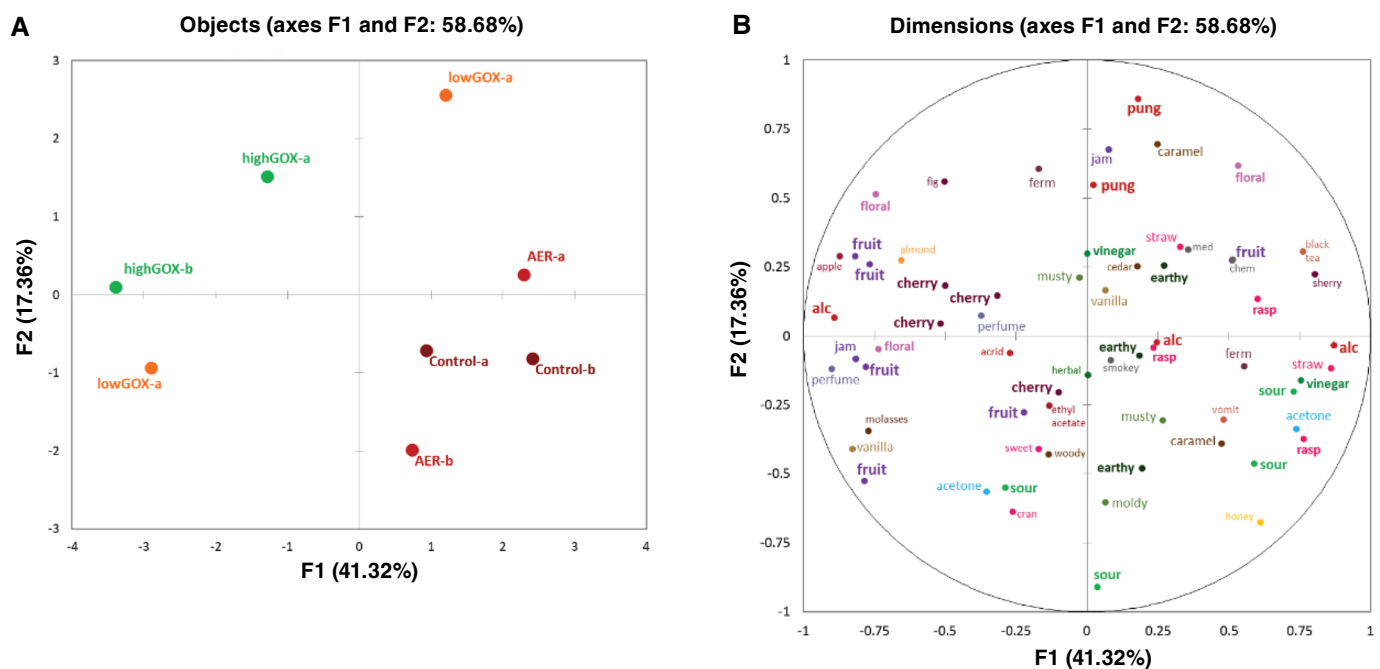 A
Objects (axes F1 and F2: 58.68%)
3
2
1
0
-1
-2
-3
-4
-3
-2
-1
0
1
2
3
4
F2 (17.36%)
F1 (41.32%)
lowGOX-a
highGOX-a
AER-a
highGOX-b
Control-a
Control-b
lowGOX-a
AER-b
B
Dimensions (axes F1 and F2: 58.68%)
1
0.75
0.5
0.25
0
-0.25
-0.5
-0.75
-1
-1
-0.75
-0.5
-0.25
0
0.25
0.5
0.75
1
F2 (17.36%)
F1 (41.32%)
pung
caramel
jam
floral
fig
ferm
pung
floral
fruit
almond
vinegar
straw
med
fruit
black
tea
apple
fruit
cedar
earthy
chem
sherry
cherry
cherry
musty
vanilla
rasp
alc
cherry
perfume
jam
floral
acrid
earthy
alc
rasp
ferm
alc
straw
perfume
fruit
herbal
smokey
cherry
sour
vinegar
molasses
fruit
ethyl
acetate
musty
vomit
acetone
vanilla
sweet
woody
caramel
rasp
fruit
earthy
sour
acetone
sour
cran
moldy
honey
sour